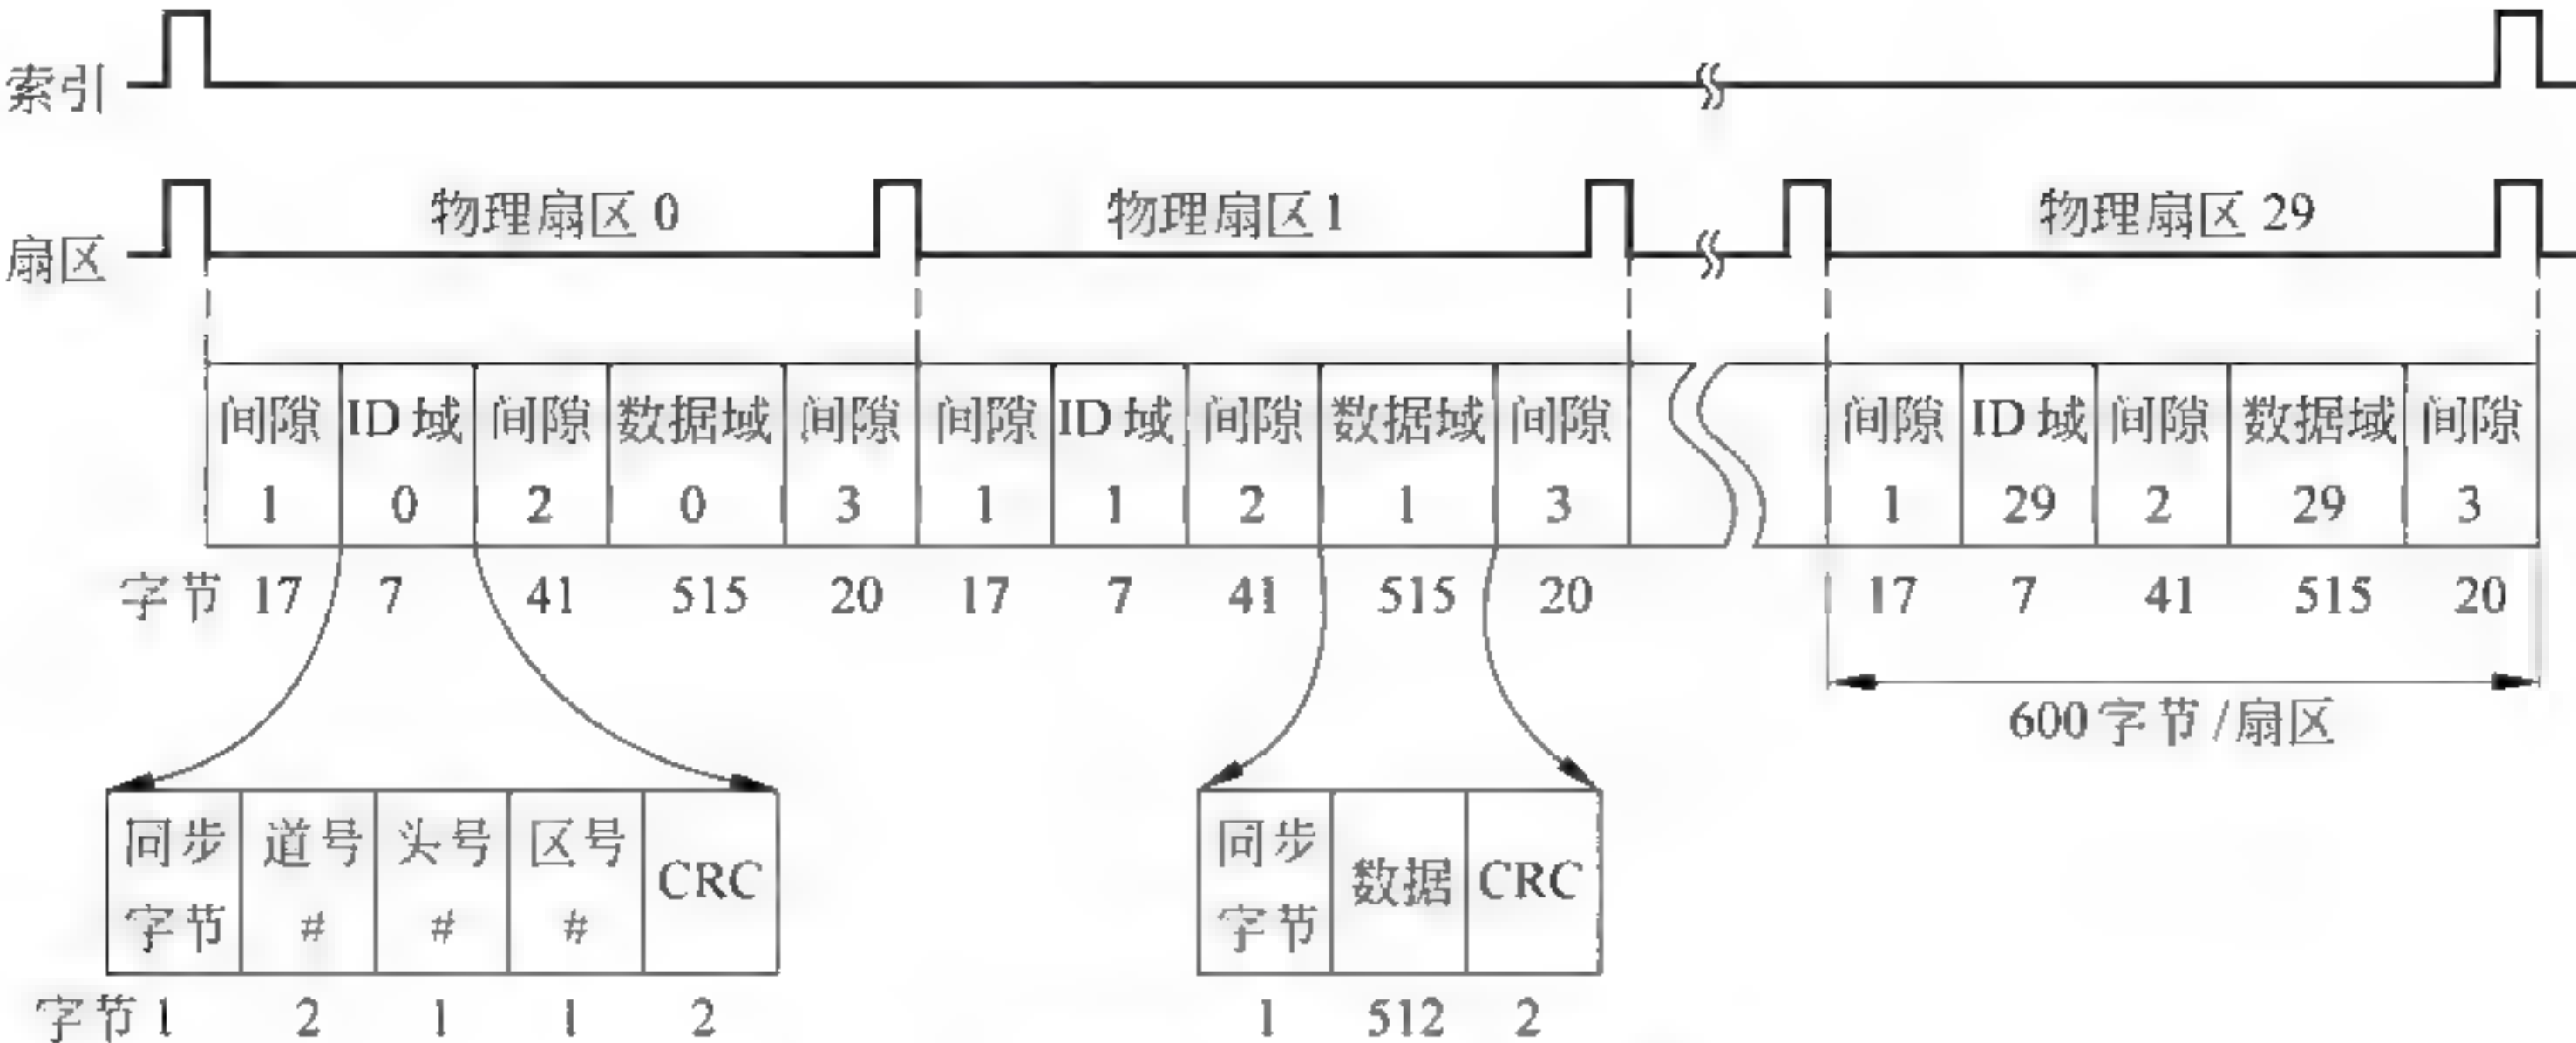 索引
扇区 物理扇区 0 物理扇区 1 物理扇区 29
间隙 ID 域 间隙 数据域 间隙 间隙 ID 域 间隙 数据域 间隙 间隙 ID 域 间隙 数据域 间隙
1 0 2 0 3 1 1 2 1 3 1 29 2 29 3
字节 17 7 41 515 20 17 7 41 515 20 17 7 41 515 20
600 字节/扇区
同步 道号 头号 区号 CRC 同步 数据 CRC
字节 # # # 字节
字节 1 2 1 1 2 1 512 2